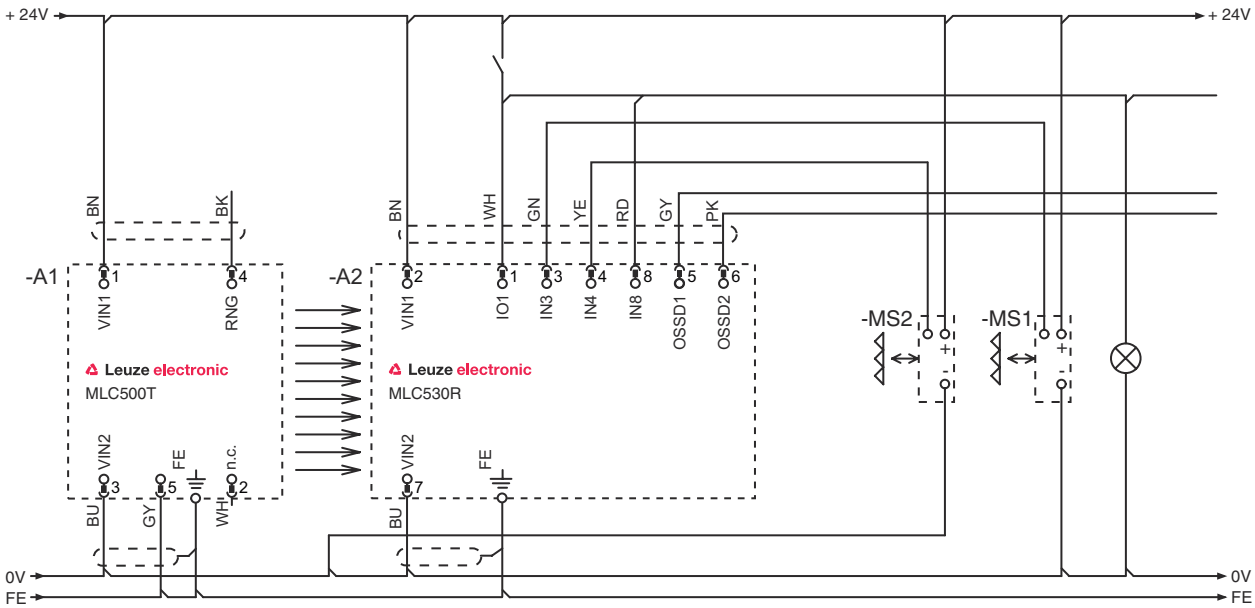 + 24V
+ 24V
BN
BK
BN
WH
GN
YE
RD
GY
PK
-A1
1
4
-A2
2
1
3
4
8
5
6
VIN1
RNG
VIN1
IO1
IN3
IN4
IN8
OSSD1
OSSD2
-MS2
-MS1
+
-
+
-
Leuze electronic
MLC500T
Leuze electronic
MLC530R
VIN2
FE
n.c.
VIN2
FE
3
5
2
7
BU
GY
WH
BU
0V
0V
FE
FE